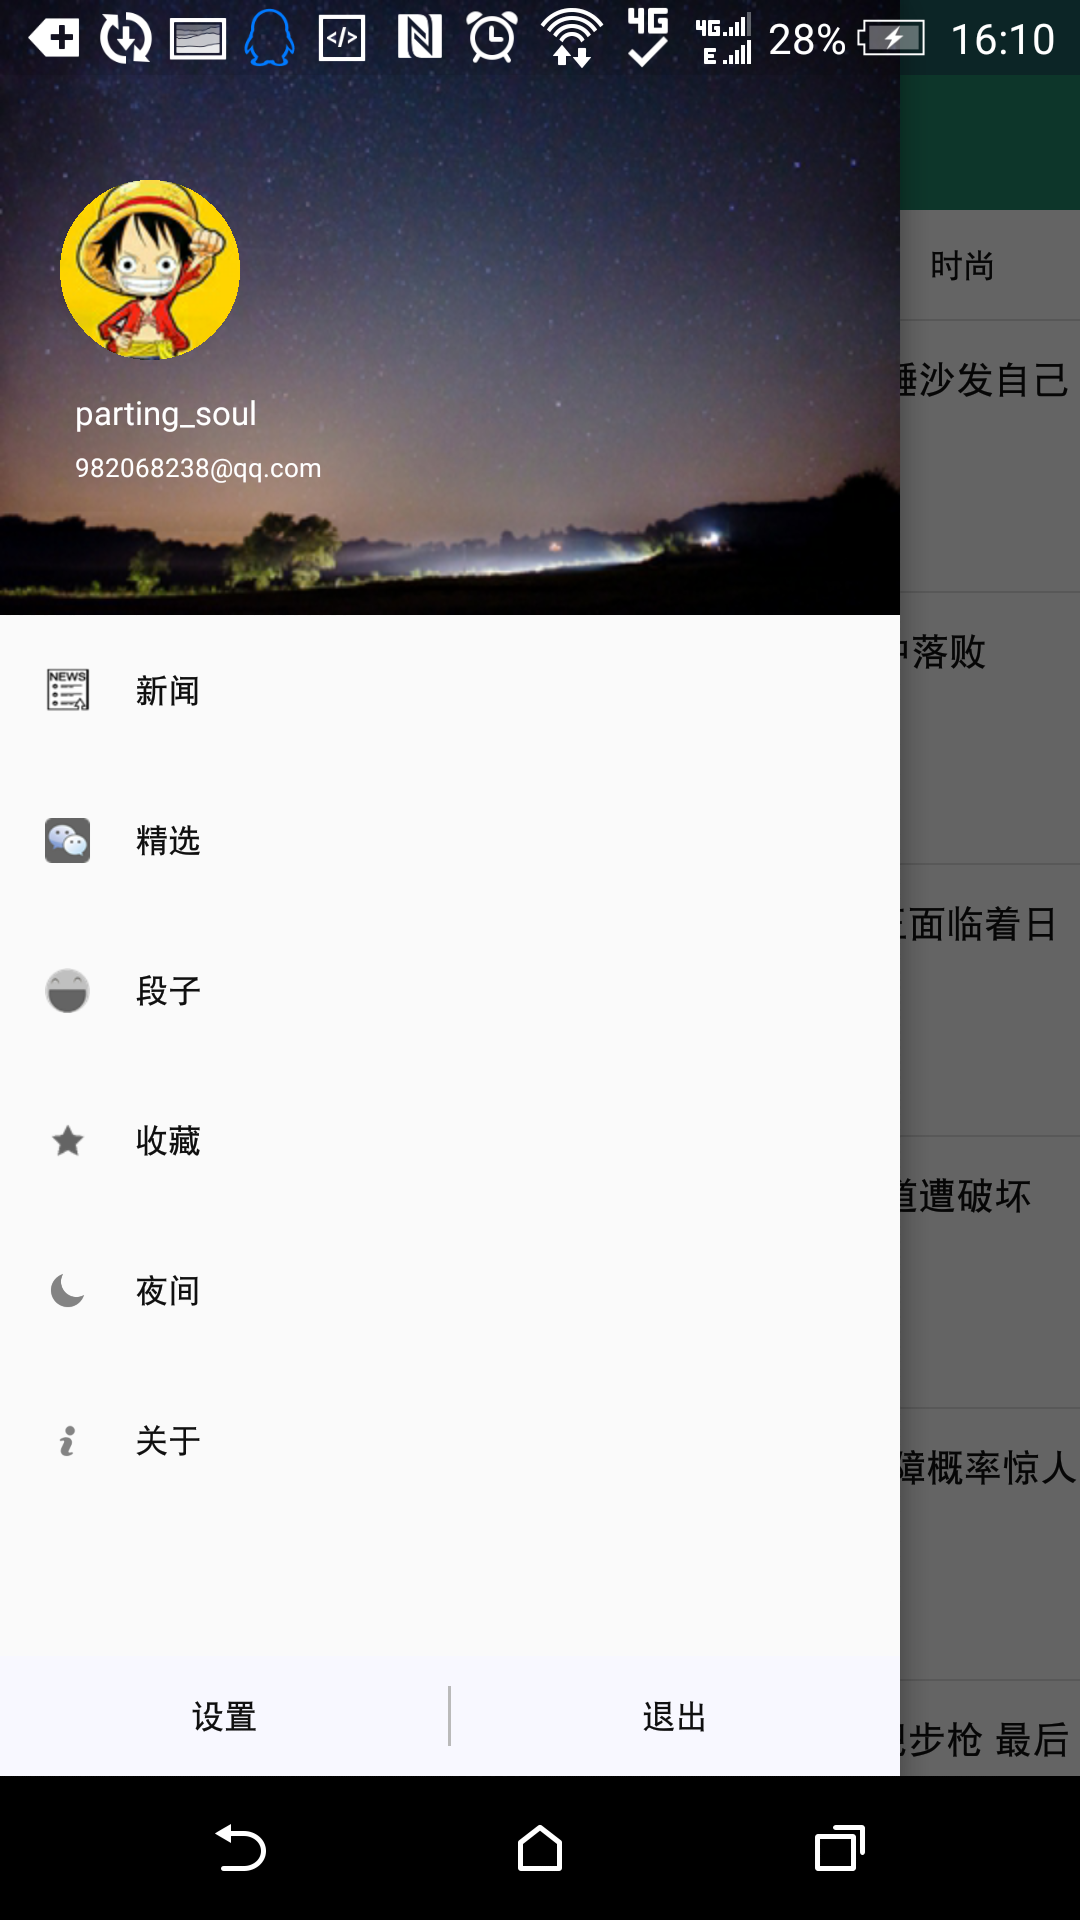 4G
4G
E
28%
16:10
时尚
parting_soul
982068238@qq.com
沙发自己
落败
面临着日
道遭破坏
障概率惊人
步枪 最后
NEWS
新闻
精选
段子
收藏
夜间
关于
设置
退出